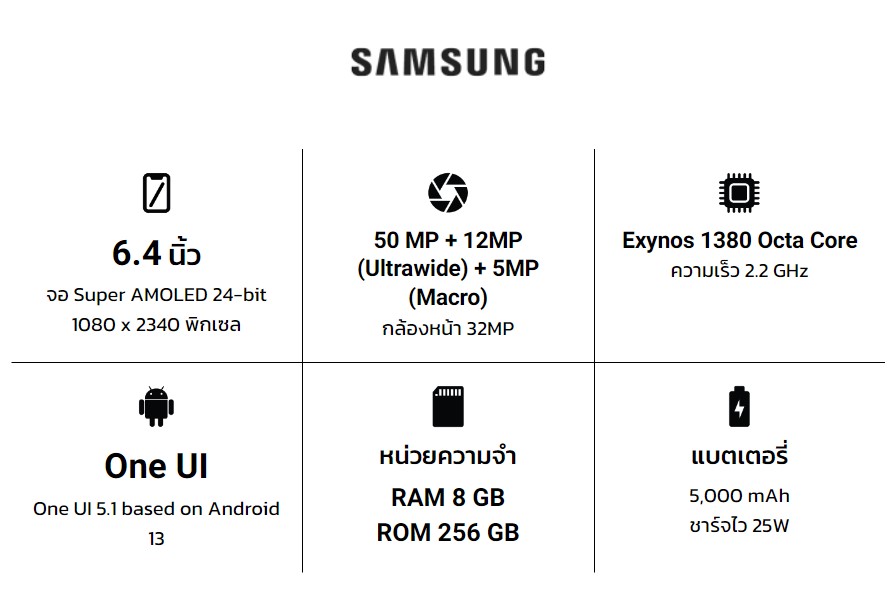 SAMSUNG
6.4 นิ้ว
จอ Super AMOLED 24-bit
1080 x 2340 พิกเซล
50 MP + 12MP
(Ultrawide) + 5MP
(Macro)
กล้องหน้า 32MP
Exynos 1380 Octa Core
ความเร็ว 2.2 GHz
One UI
One UI 5.1 based on Android
13
หน่วยความจำ
RAM 8 GB
ROM 256 GB
แบตเตอรี่
5,000 mAh
ชาร์จไว 25W